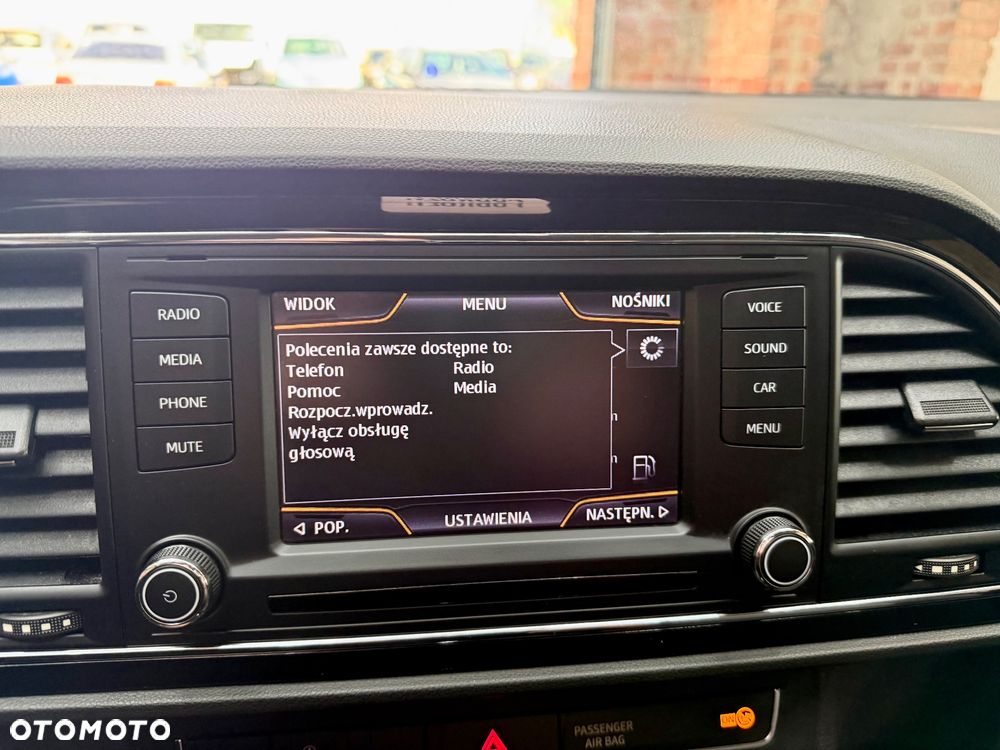 RADIO
MEDIA
PHONE
MUTE
WIDOK MENU NOŚNIKI
Polecenia zawsze dostępne to:
Telefon Radio
Pomoc Media
Rozpocz.wprowadz.
Wyłącz obsługę
głosową
POP. USTAWIENIA NASTĘPN.
VOICE
SOUND
CAR
MENU
PASSENGER
AIR BAG
OTOMOTO